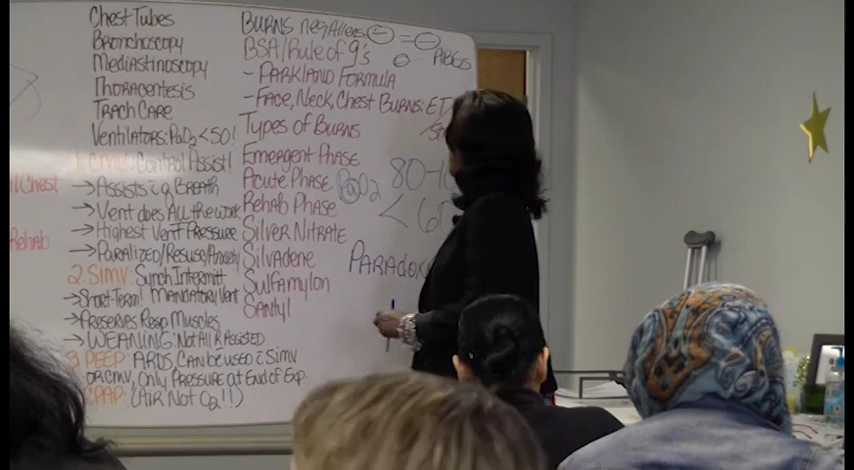 Chest Tubes
Bronchoscopy
Mediastinoscopy
Thoracentesis
TRACH CARE
Ventilators: PaO2 < 50!
1. CMV: Control Assist!
→ Assists c̄ q BREATH
→ Vent does ALL the work
→ Highest Vent Pressure
→ Paralized/Resuse/Anxiety
2. SIMV: Synch Intermitt
→ Short-Term! MANDATORY Vent
→ Preserves Resp Muscles
→ WEANING: Not All R Assisted
3 PEEP: ARDS, CAN be used c̄ SIMV
OR CMV, Only PRESSURE at End of Exp.
CPAP: (AIR NOT O2!!)
Chest
Rehab
BURNS
BSA/Rule of 9's
- PARKLAND FORMULA
- FACE, NECK, CHEST BURNS: ET
Types of BURNS
Emergent Phase
Acute Phase
Rehab Phase
SILVER NITRATE
Silvadene
Sulfamylon
Santyl
- = -
ABGs
80-10
< 60
PARADOX